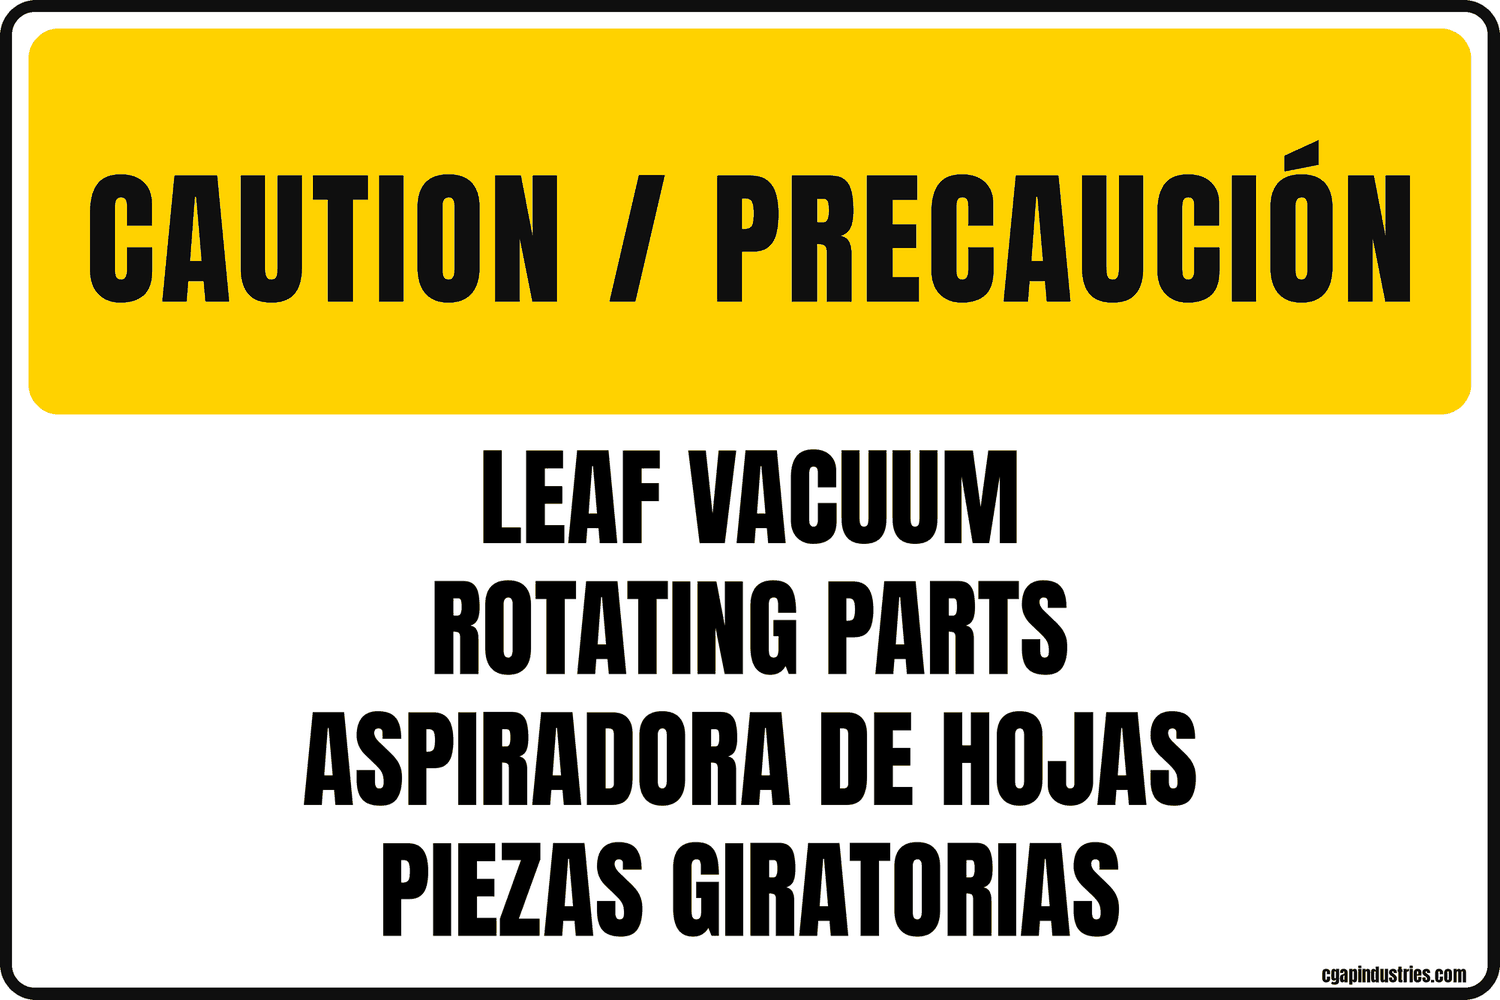 CAUTION / PRECAUCIÓN
LEAF VACUUM
ROTATING PARTS
ASPIRADORA DE HOJAS
PIEZAS GIRATORIAS
cgapindustries.com